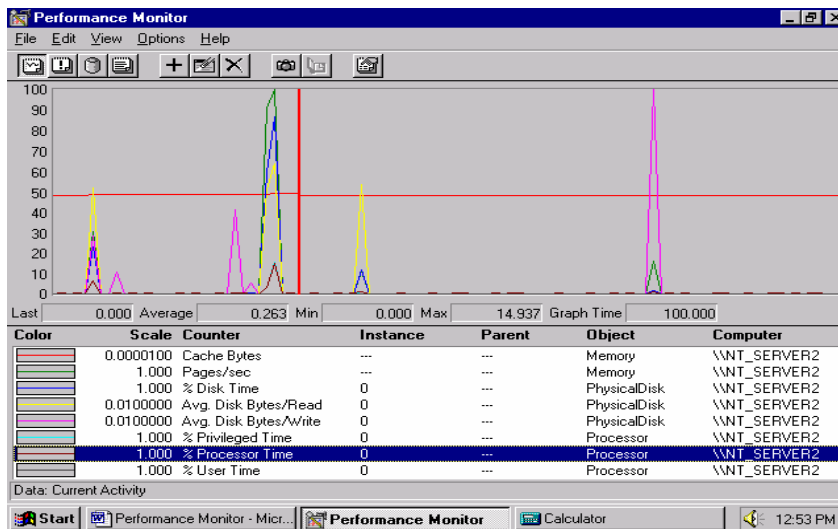 Performance Monitor
File Edit View Options Help
100
90
80
70
60
50
40
30
20
10
0
Last 0.000 Average 0.263 Min 0.000 Max 14.937 Graph Time 100.000
Color Scale Counter Instance Parent Object Computer
0.0000100 Cache Bytes --- --- Memory \\NT_SERVER2
1.000 Pages/sec --- --- Memory \\NT_SERVER2
1.000 % Disk Time 0 --- PhysicalDisk \\NT_SERVER2
0.0100000 Avg. Disk Bytes/Read 0 --- PhysicalDisk \\NT_SERVER2
0.0100000 Avg. Disk Bytes/Write 0 --- PhysicalDisk \\NT_SERVER2
1.000 % Privileged Time 0 --- Processor \\NT_SERVER2
1.000 % Processor Time 0 --- Processor \\NT_SERVER2
1.000 % User Time 0 --- Processor \\NT_SERVER2
Data: Current Activity
Start Performance Monitor - Micr... Performance Monitor Calculator 12:53 PM